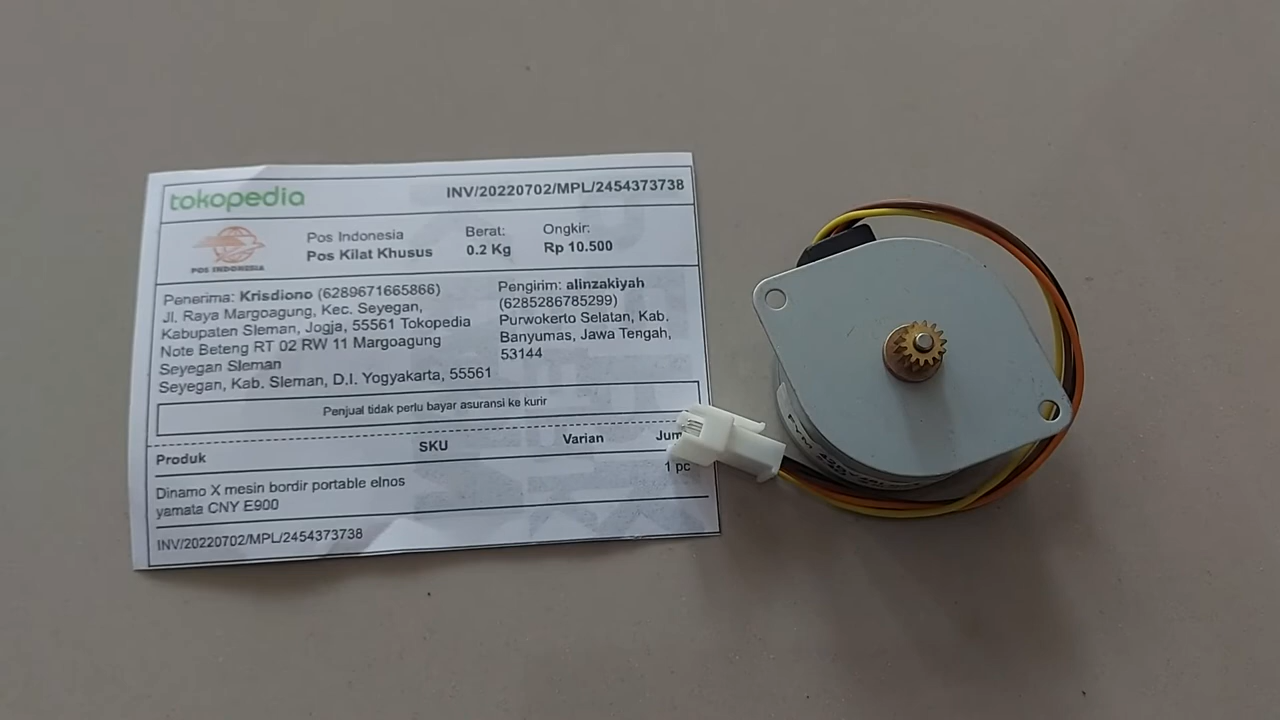 tokopedia
INV/20220702/MPL/2454373738
POS INDONESIA
Pos Indonesia
Pos Kilat Khusus
Berat:
0.2 Kg
Ongkir:
Rp 10.500
Penerima: Krisdiono (6289671665866)
Jl. Raya Margoagung, Kec. Seyegan,
Kabupaten Sleman, Jogja, 55561 Tokopedia
Note Beteng RT 02 RW 11 Margoagung
Seyegan Sleman
Seyegan, Kab. Sleman, D.I. Yogyakarta, 55561
Pengirim: alinzakiyah
(6285286785299)
Purwokerto Selatan, Kab.
Banyumas, Jawa Tengah,
53144
Penjual tidak perlu bayar asuransi ke kurir
Produk
SKU
Varian
Jum
Dinamo X mesin bordir portable elnos
yamata CNY E900
1 pc
INV/20220702/MPL/2454373738